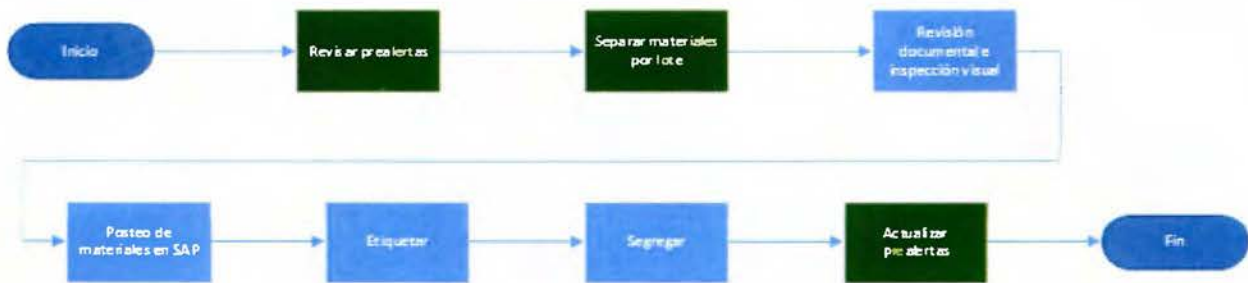 Inicio
Revisar prealertas
Separar materiales
por lote
Revisión
documental e
inspección visual
Posteo de
materiales en SAP
Etiquetar
Segregar
Actualizar
prealertas
Fin